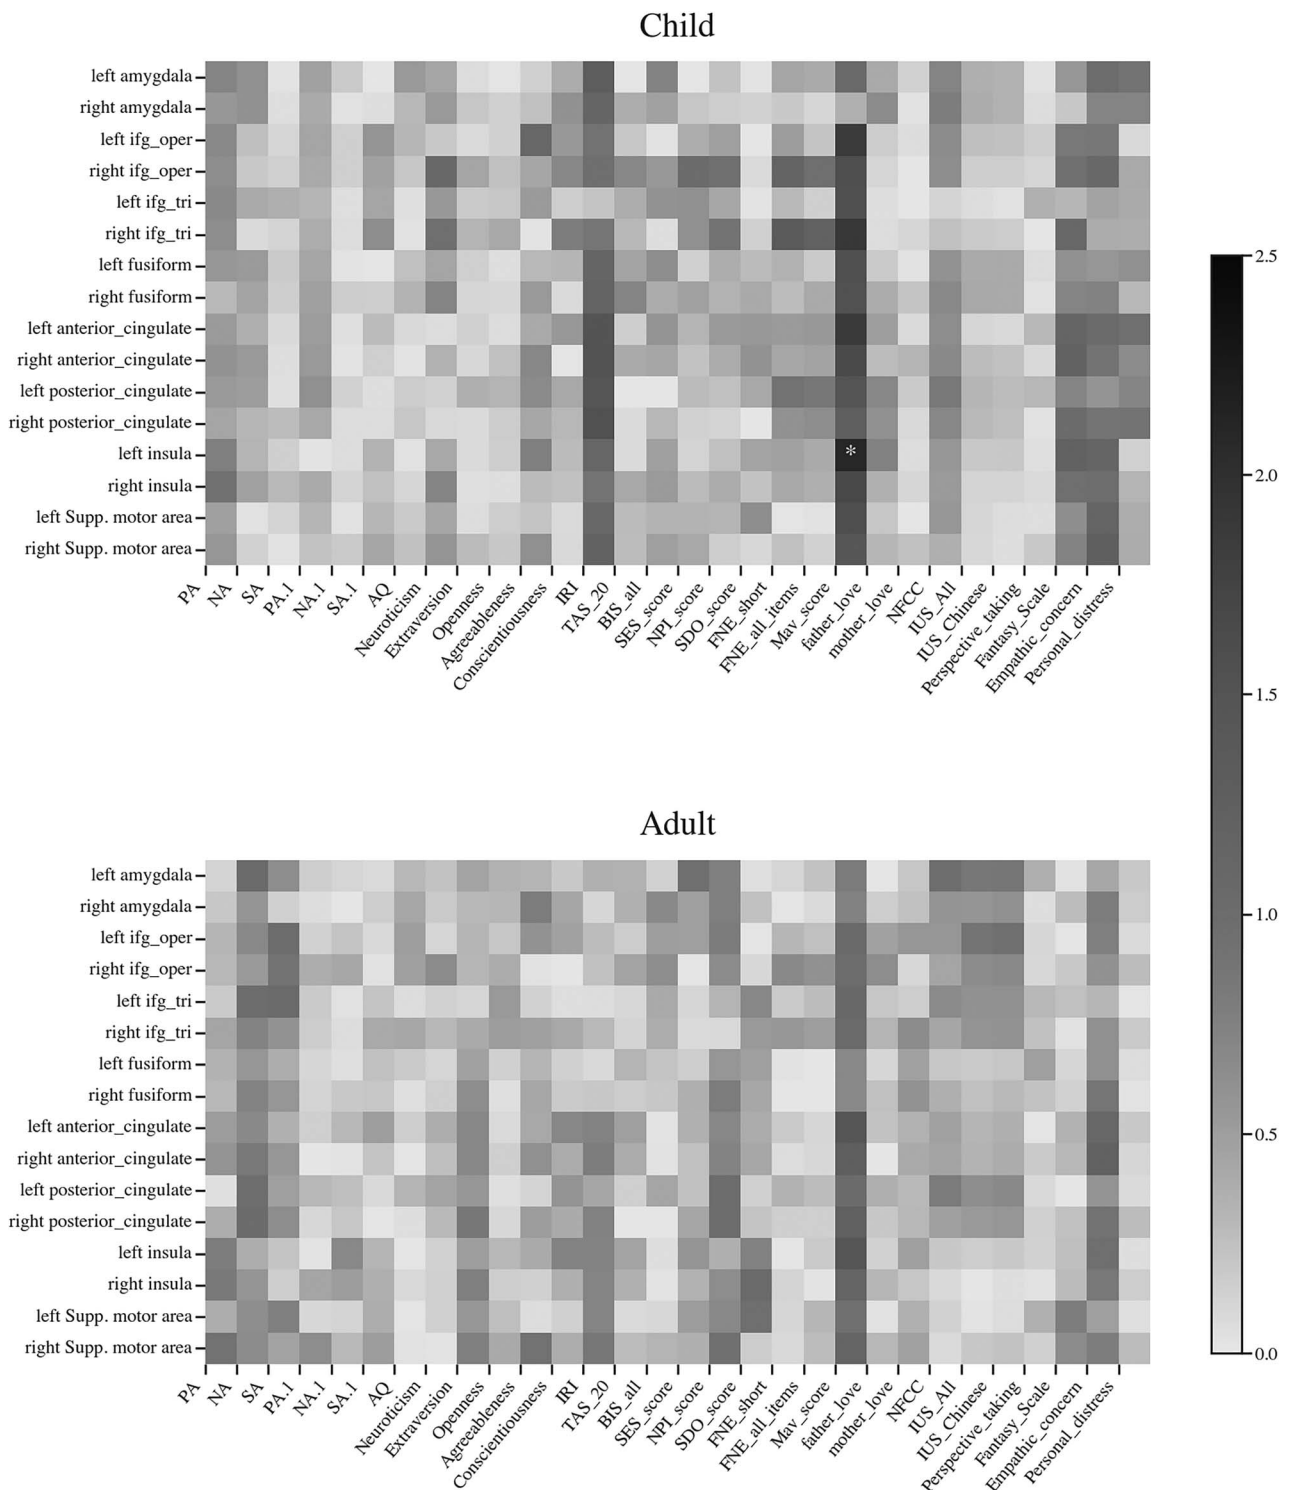 Child
left amygdala
right amygdala
left ifg_oper
right ifg_oper
left ifg_tri
right ifg_tri
left fusiform
right fusiform
left anterior_cingulate
right anterior_cingulate
left posterior_cingulate
right posterior_cingulate
left insula
*
right insula
left Supp. motor area
right Supp. motor area
PA
NA
SA
PA.1
NA.1
SA.1
AQ
Neuroticism
Extraversion
Openness
Agreeableness
Conscientiousness
IRI
TAS_20
BIS_all
SES_score
NPI_score
SDO_score
FNE_short
FNE_all_items
Mav_score
father_love
mother_love
NFCC
IUS_All
IUS_Chinese
Perspective_taking
Fantasy_Scale
Empathic_concern
Personal_distress
2.5
2.0
1.5
1.0
0.5
0.0
Adult
left amygdala
right amygdala
left ifg_oper
right ifg_oper
left ifg_tri
right ifg_tri
left fusiform
right fusiform
left anterior_cingulate
right anterior_cingulate
left posterior_cingulate
right posterior_cingulate
left insula
right insula
left Supp. motor area
right Supp. motor area
PA
NA
SA
PA.1
NA.1
SA.1
AQ
Neuroticism
Extraversion
Openness
Agreeableness
Conscientiousness
IRI
TAS_20
BIS_all
SES_score
NPI_score
SDO_score
FNE_short
FNE_all_items
Mav_score
father_love
mother_love
NFCC
IUS_All
IUS_Chinese
Perspective_taking
Fantasy_Scale
Empathic_concern
Personal_distress